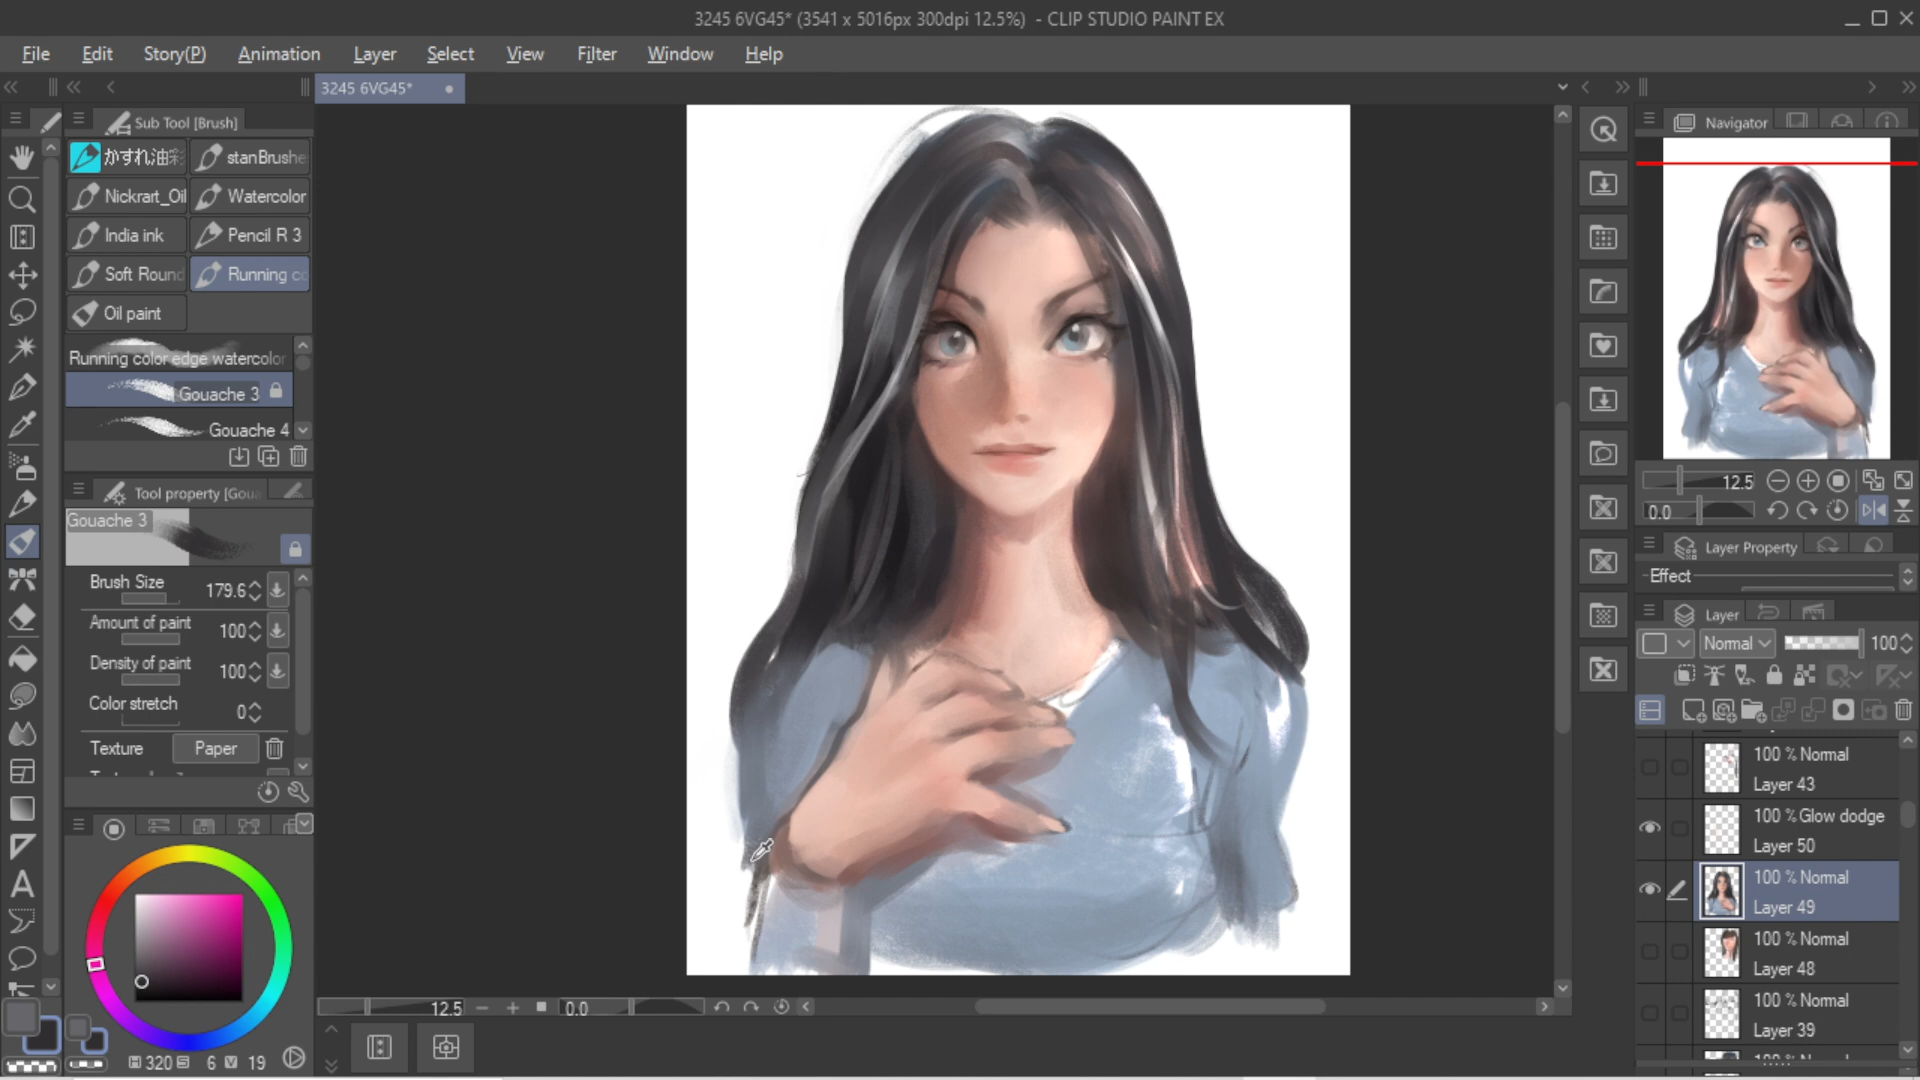 3245 6VG45* (3541 x 5016px 300dpi 12.5%) - CLIP STUDIO PAINT EX
File Edit Story(P) Animation Layer Select View Filter Window Help
3245 6VG45*
Sub Tool [Brush]
かすれ油彩 stanBrushe
Nickrart_Oil Watercolor
India ink Pencil R 3
Soft Round Running co
Oil paint
Running color edge watercolor
Gouache 3
Gouache 4
Tool property [Goua
Gouache 3
Brush Size 179.6
Amount of paint 100
Density of paint 100
Color stretch 0
Texture Paper
H 320 S 6 V 19
12.5 0.0
Navigator
12.5
0.0
Layer Property
Effect
Layer
Normal 100
100 % Normal
Layer 43
100 % Glow dodge
Layer 50
100 % Normal
Layer 49
100 % Normal
Layer 48
100 % Normal
Layer 39